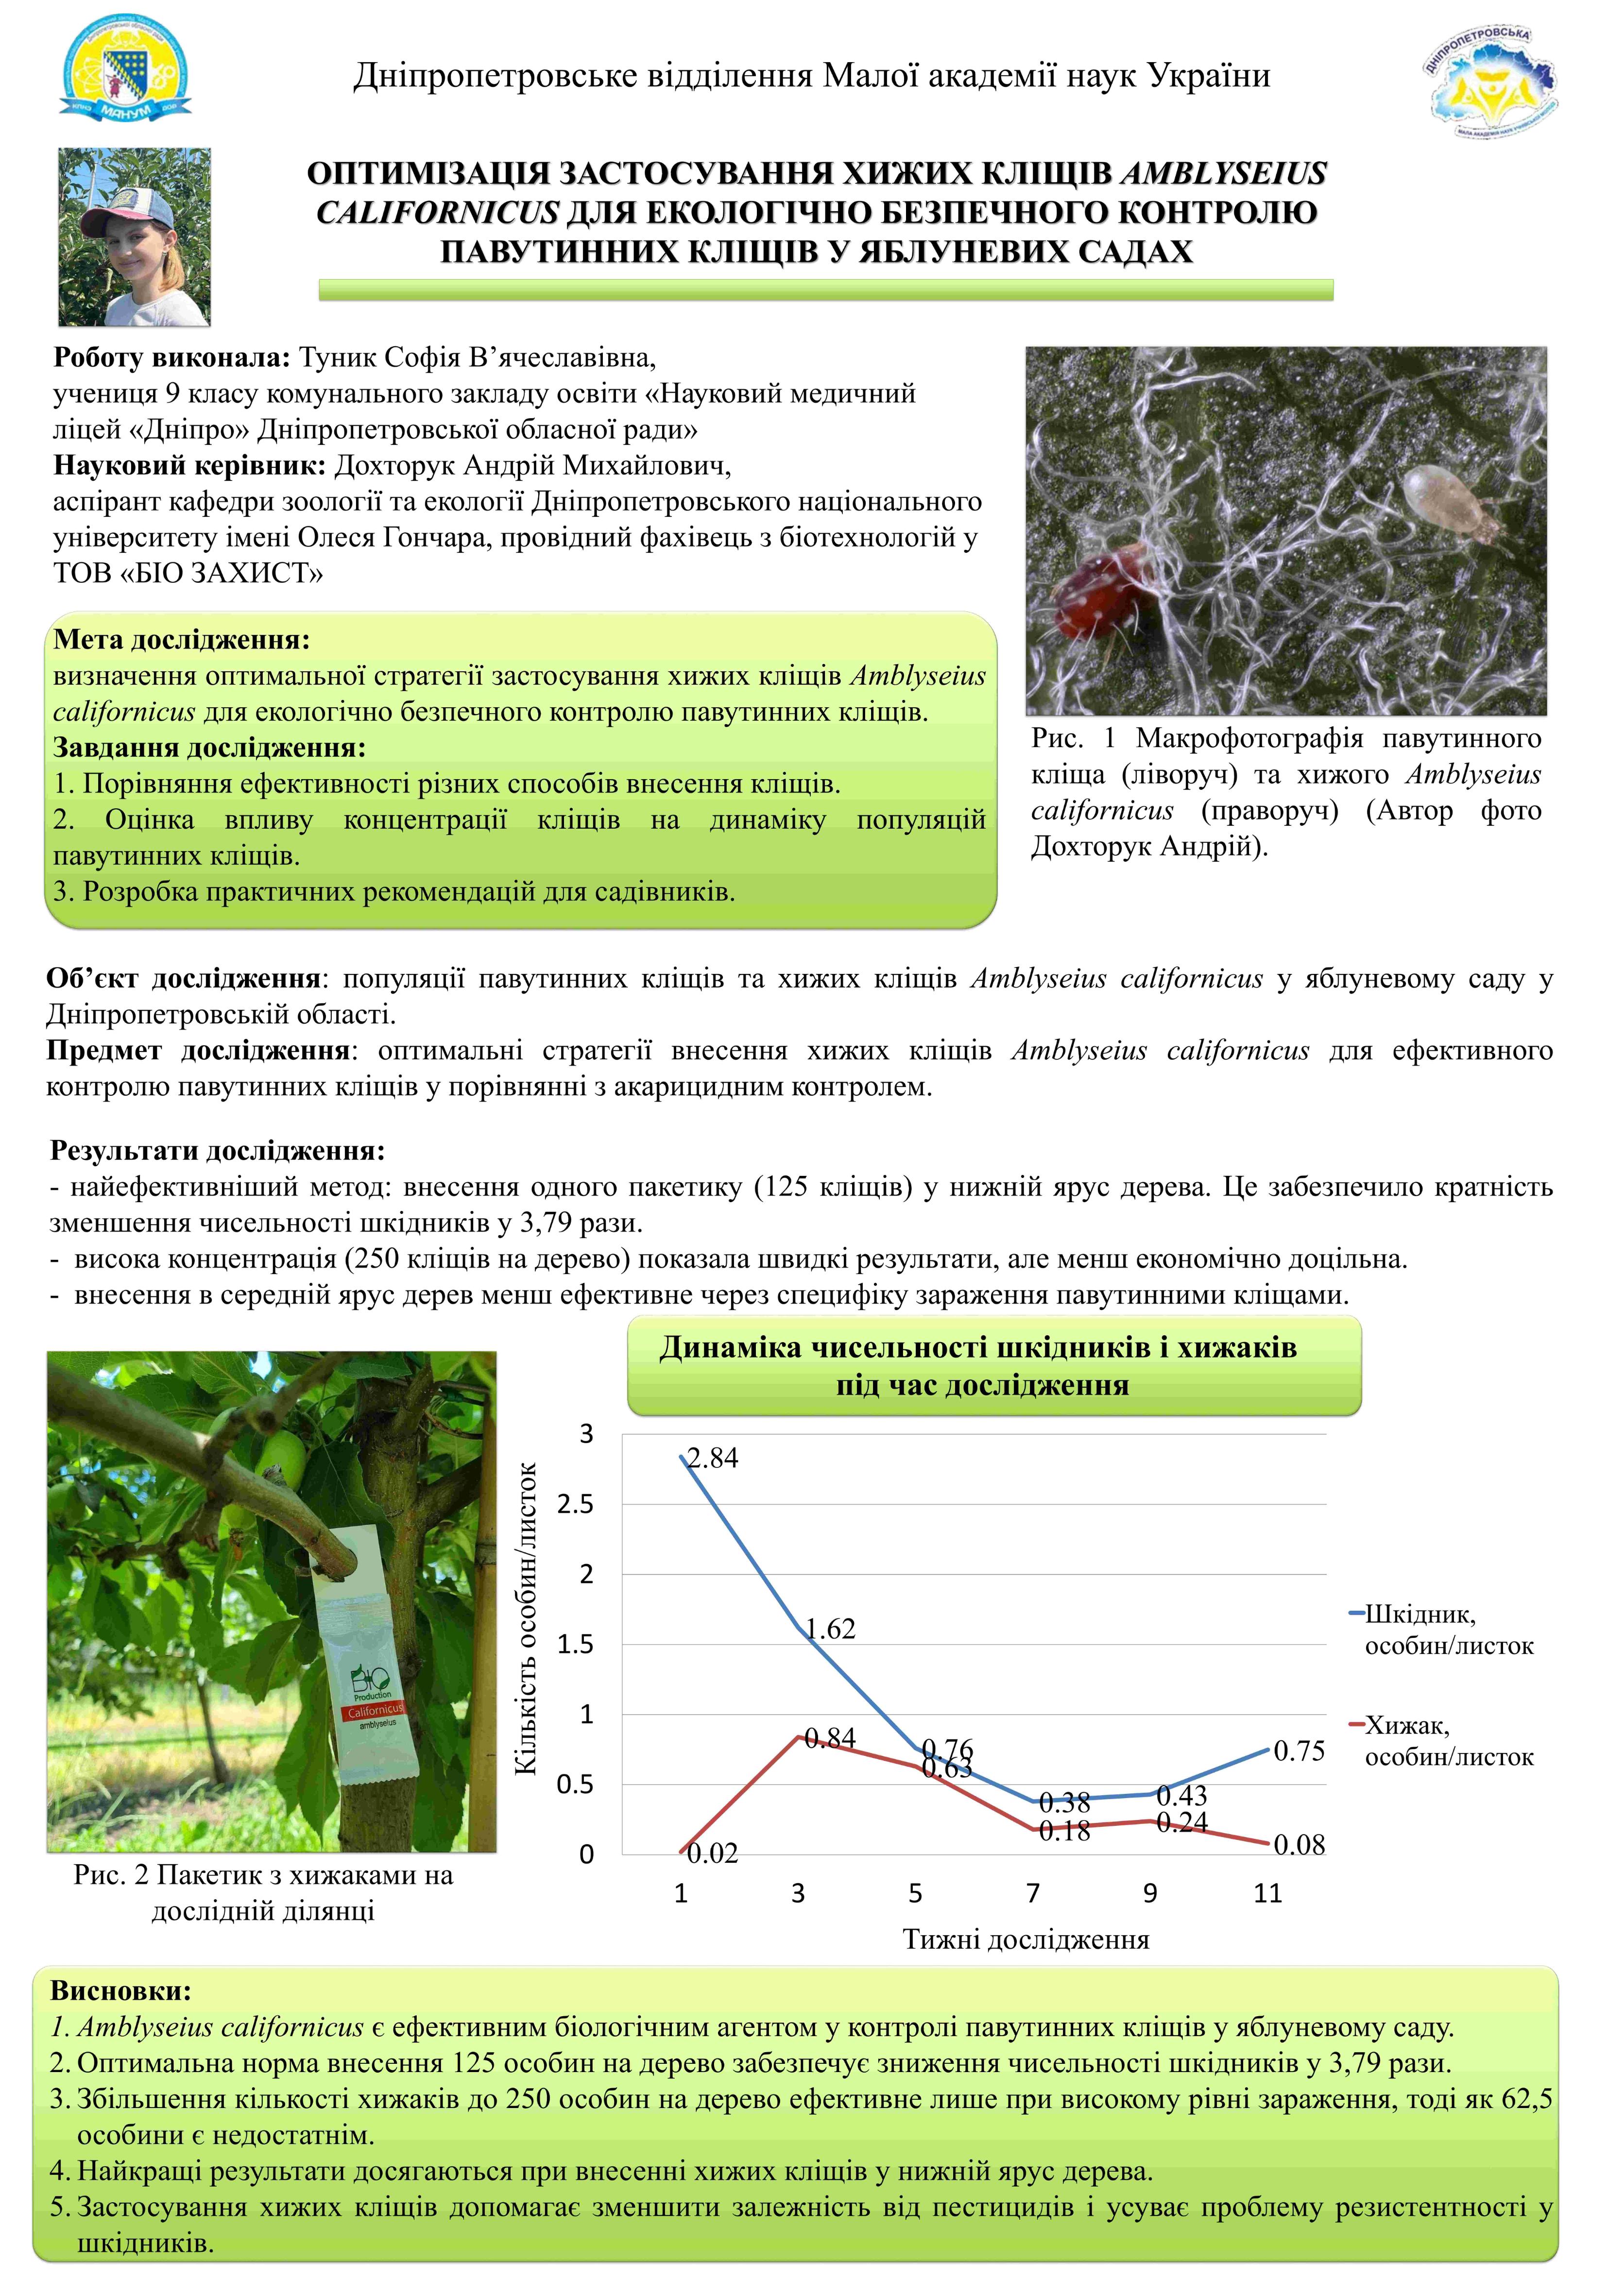 МАНУМ
ДНІПРОПЕТРОВСЬКА
МАЛА АКАДЕМІЯ НАУК УЧНІВСЬКОЇ МОЛОДІ
Дніпропетровське відділення Малої академії наук України
ОПТИМІЗАЦІЯ ЗАСТОСУВАННЯ ХИЖИХ КЛІЩІВ AMBLYSEIUS
CALIFORNICUS ДЛЯ ЕКОЛОГІЧНО БЕЗПЕЧНОГО КОНТРОЛЮ
ПАВУТИННИХ КЛІЩІВ У ЯБЛУНЕВИХ САДАХ
Роботу виконала: Туник Софія В’ячеславівна,
учениця 9 класу комунального закладу освіти «Науковий медичний
ліцей «Дніпро» Дніпропетровської обласної ради»
Науковий керівник: Дохторук Андрій Михайлович,
аспірант кафедри зоології та екології Дніпропетровського національного
університету імені Олеся Гончара, провідний фахівець з біотехнологій у
ТОВ «БІО ЗАХИСТ»
Мета дослідження:
визначення оптимальної стратегії застосування хижих кліщів Amblyseius
californicus для екологічно безпечного контролю павутинних кліщів.
Завдання дослідження:
1. Порівняння ефективності різних способів внесення кліщів.
2. Оцінка впливу концентрації кліщів на динаміку популяцій
павутинних кліщів.
3. Розробка практичних рекомендацій для садівників.
Рис. 1 Макрофотографія павутинного
кліща (ліворуч) та хижого Amblyseius
californicus (праворуч) (Автор фото
Дохторук Андрій).
Об’єкт дослідження: популяції павутинних кліщів та хижих кліщів Amblyseius californicus у яблуневому саду у
Дніпропетровській області.
Предмет дослідження: оптимальні стратегії внесення хижих кліщів Amblyseius californicus для ефективного
контролю павутинних кліщів у порівнянні з акарицидним контролем.
Результати дослідження:
- найефективніший метод: внесення одного пакетику (125 кліщів) у нижній ярус дерева. Це забезпечило кратність
зменшення чисельності шкідників у 3,79 рази.
- висока концентрація (250 кліщів на дерево) показала швидкі результати, але менш економічно доцільна.
- внесення в середній ярус дерев менш ефективне через специфіку зараження павутинними кліщами.
BIO
Production
Californicus
amblyseius
Рис. 2 Пакетик з хижаками на
дослідній ділянці
Динаміка чисельності шкідників і хижаків
під час дослідження
Кількість особин/листок
3
2.5
2
1.5
1
0.5
0
2.84
1.62
0.76
0.38
0.43
0.75
0.02
0.84
0.63
0.18
0.24
0.08
1 3 5 7 9 11
Тижні дослідження
Шкідник,
особин/листок
Хижак,
особин/листок
Висновки:
1. Amblyseius californicus є ефективним біологічним агентом у контролі павутинних кліщів у яблуневому саду.
2. Оптимальна норма внесення 125 особин на дерево забезпечує зниження чисельності шкідників у 3,79 рази.
3. Збільшення кількості хижаків до 250 особин на дерево ефективне лише при високому рівні зараження, тоді як 62,5
особини є недостатнім.
4. Найкращі результати досягаються при внесенні хижих кліщів у нижній ярус дерева.
5. Застосування хижих кліщів допомагає зменшити залежність від пестицидів і усуває проблему резистентності у
шкідників.